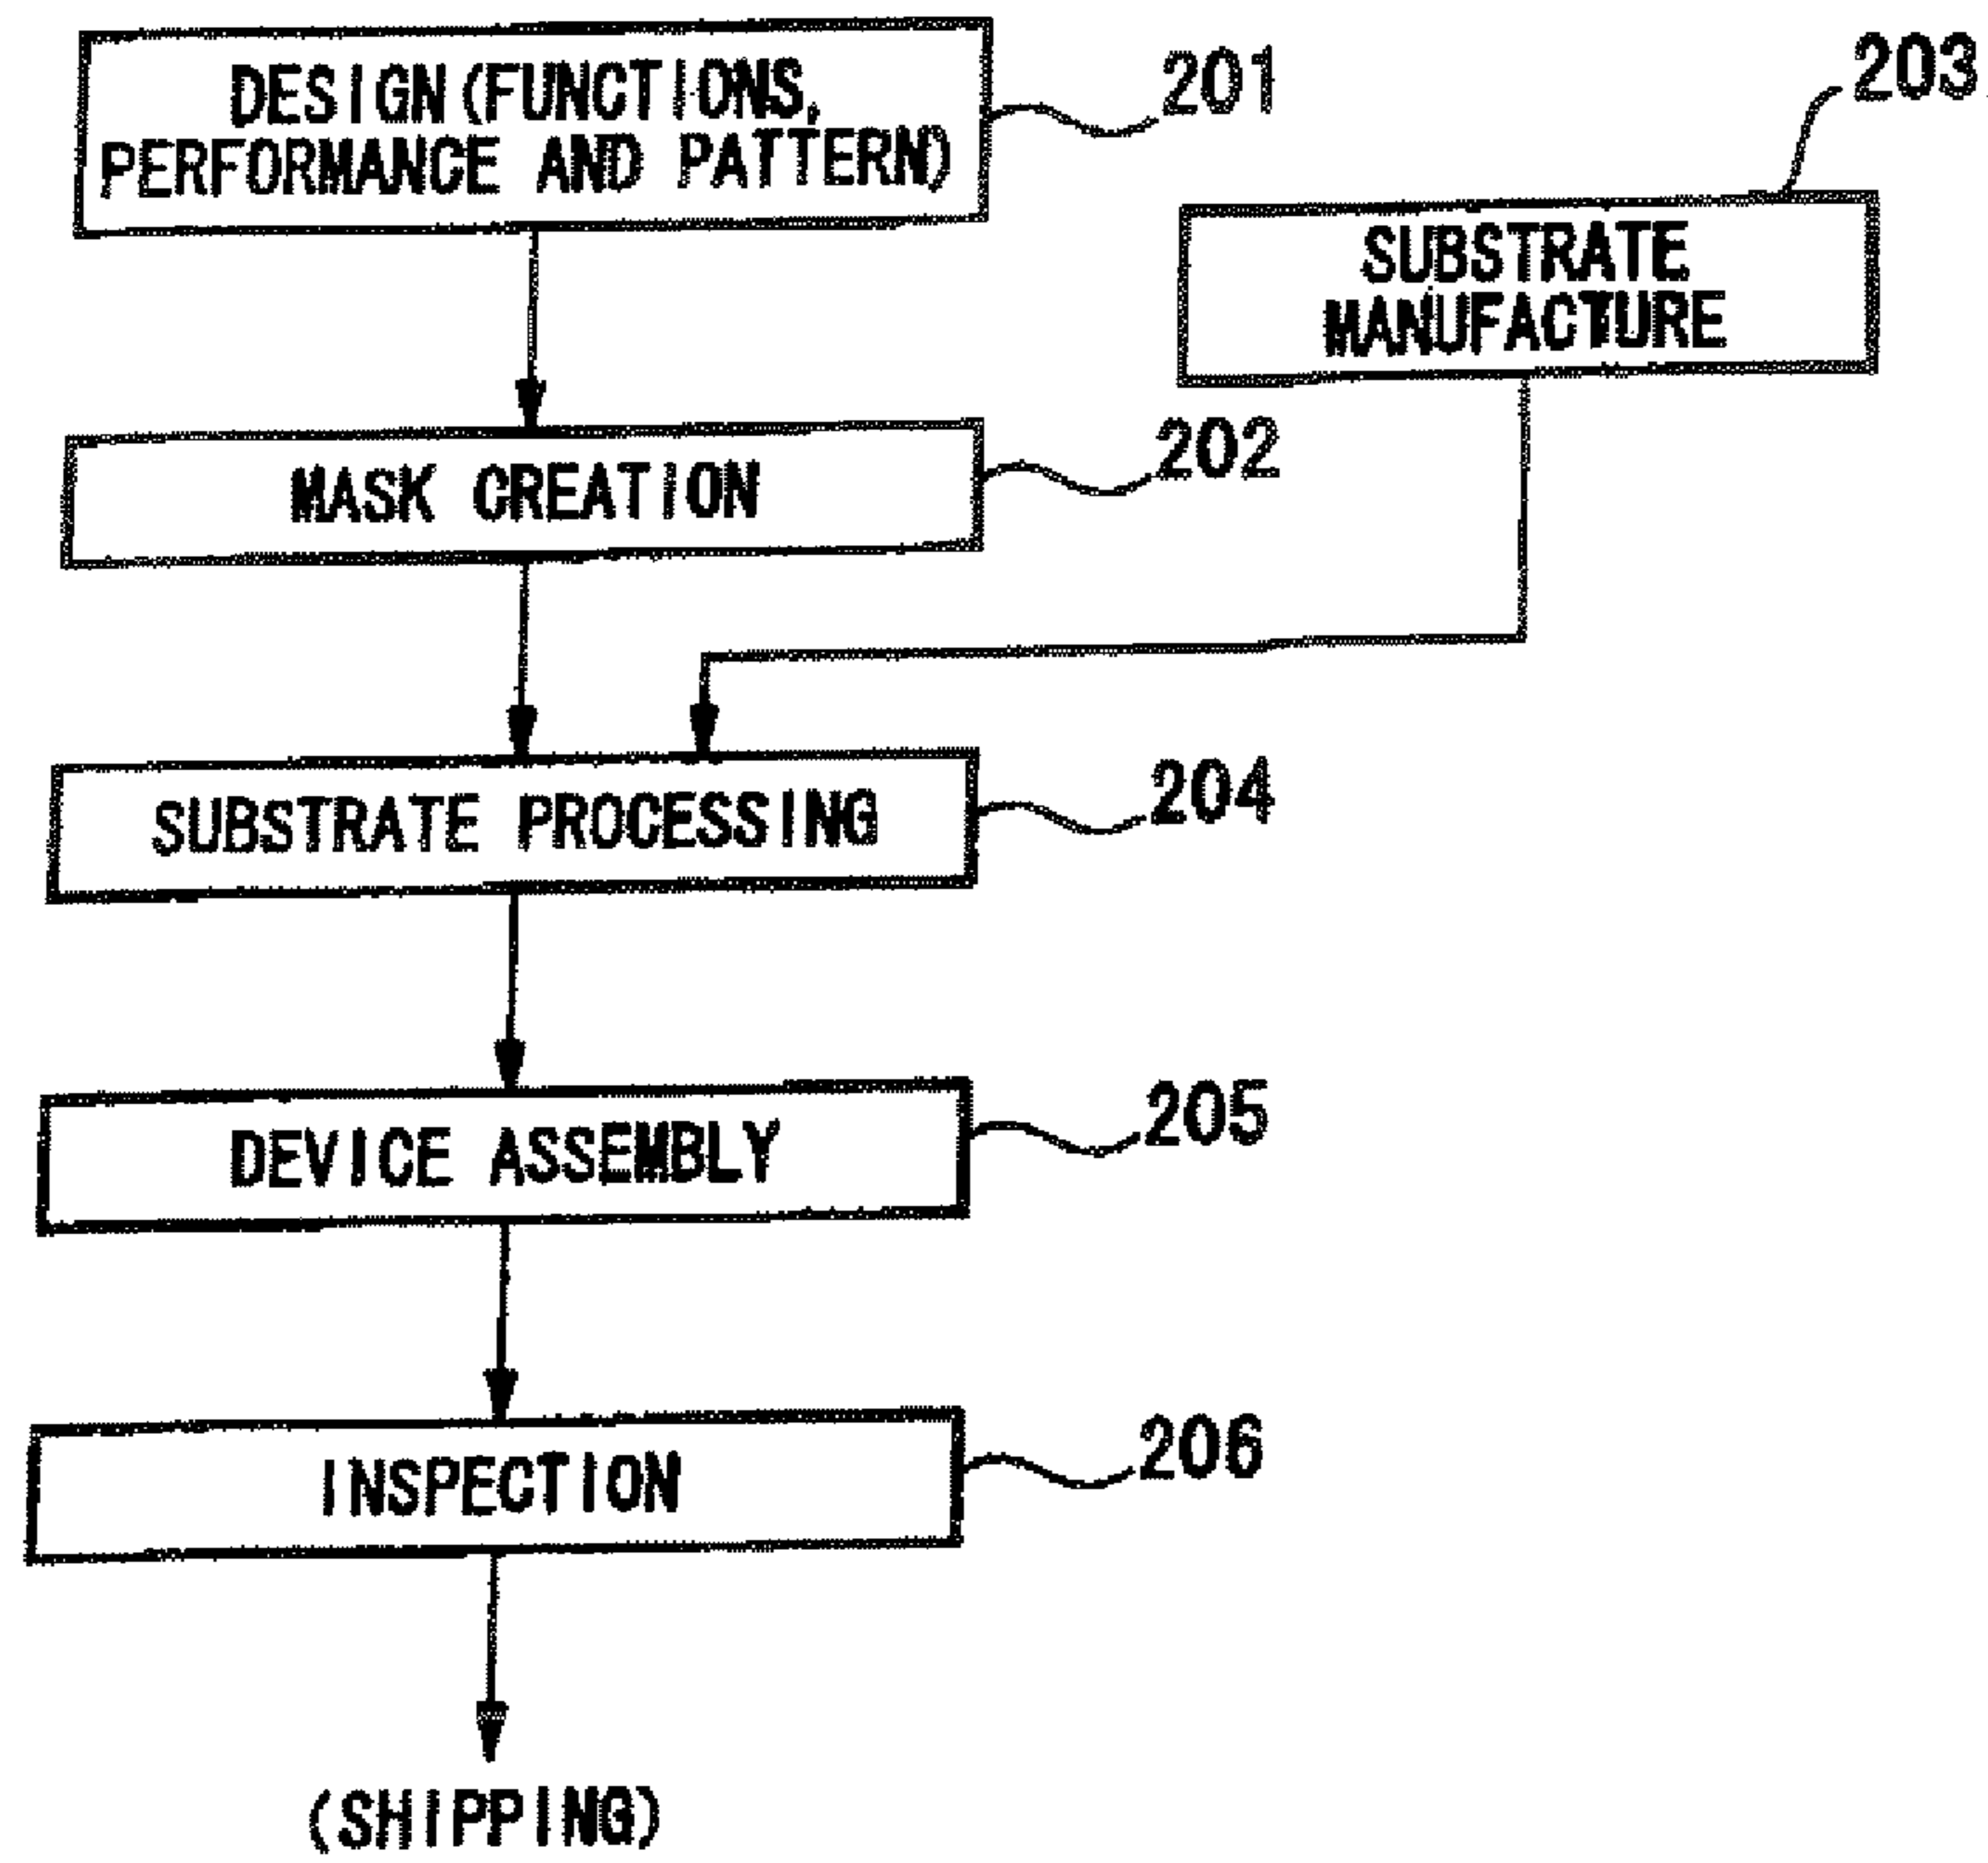 DESIGN(FUNCTIONS,
PERFORMANCE AND PATTERN)
201
203
SUBSTRATE
MANUFACTURE
MASK CREATION
202
SUBSTRATE PROCESSING
204
DEVICE ASSEMBLY
205
INSPECTION
206
(SHIPPING)